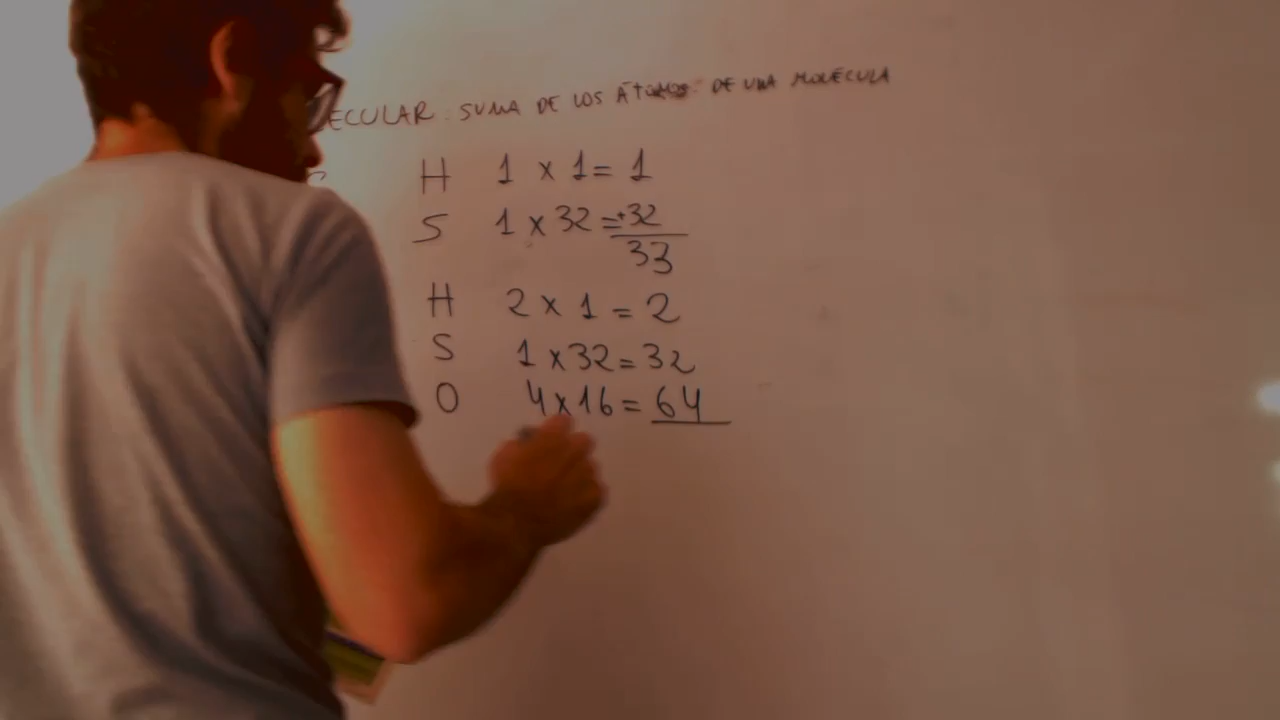 ECULAR: SUMA DE LOS ÁTOMOS DE UNA MOLÉCULA
H 1 x 1 = 1
S 1 x 32 = +32
33
H 2 x 1 = 2
S 1 x 32 = 32
O 4 x 16 = 64